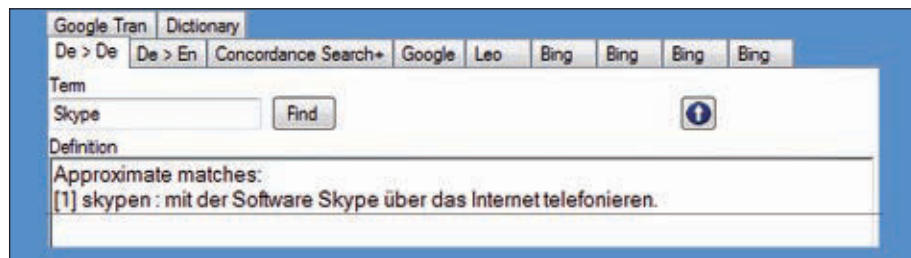 Google Tran Dictionary
De > De De > En Concordance Search+ Google Leo Bing Bing Bing Bing
Term
Skype Find
Definition
Approximate matches:
[1] skypen : mit der Software Skype über das Internet telefonieren.